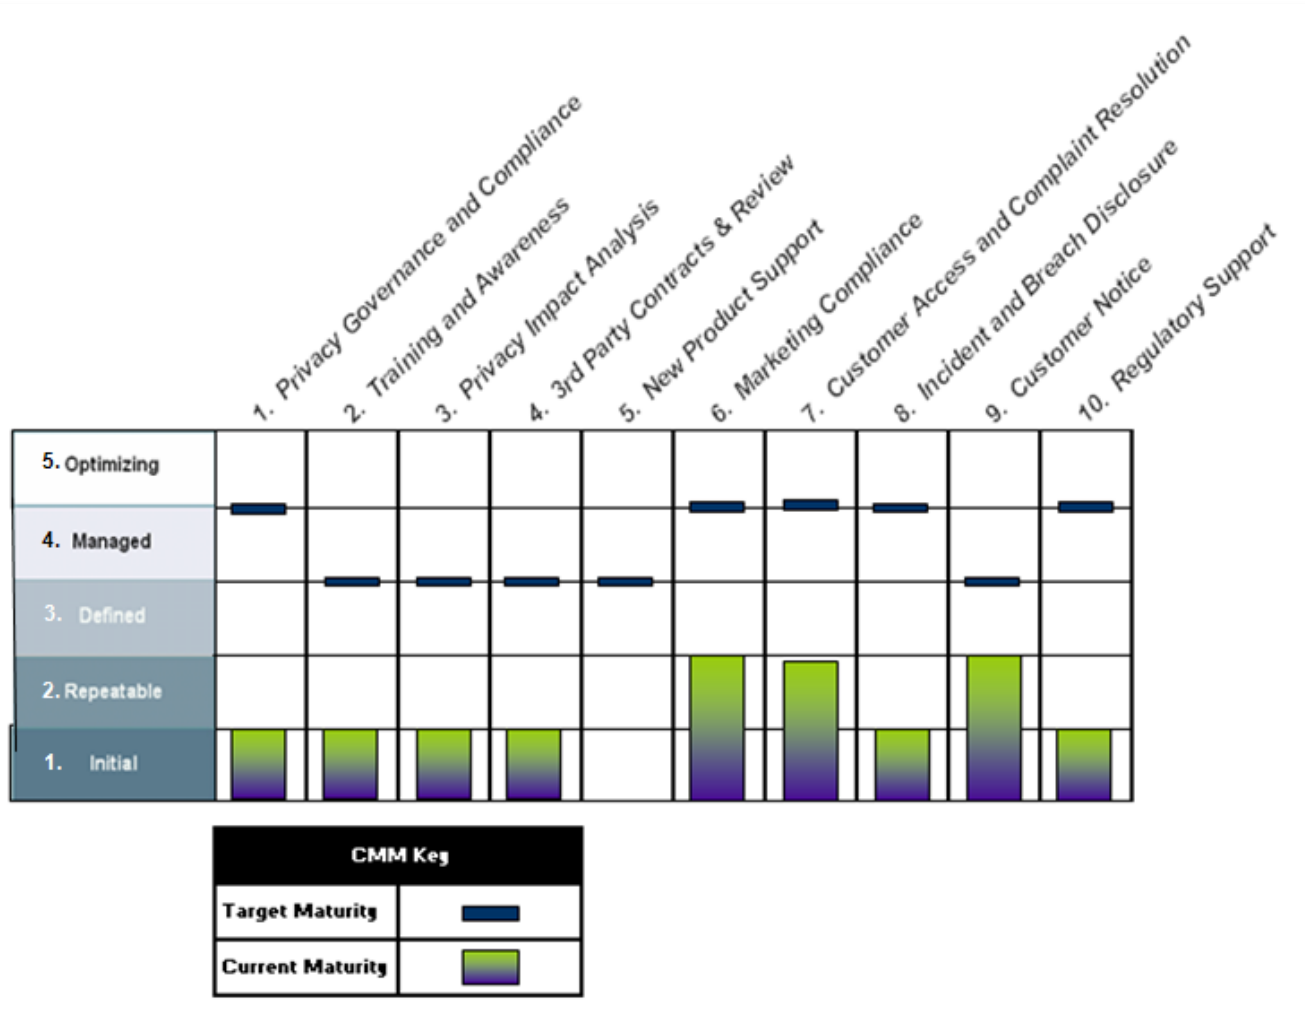 1. Privacy Governance and Compliance
2. Training and Awareness
3. Privacy Impact Analysis
4. 3rd Party Contracts & Review
5. New Product Support
6. Marketing Compliance
7. Customer Access and Complaint Resolution
8. Incident and Breach Disclosure
9. Customer Notice
10. Regulatory Support
5. Optimizing
4. Managed
3. Defined
2. Repeatable
1. Initial
CMM Key
Target Maturity
Current Maturity